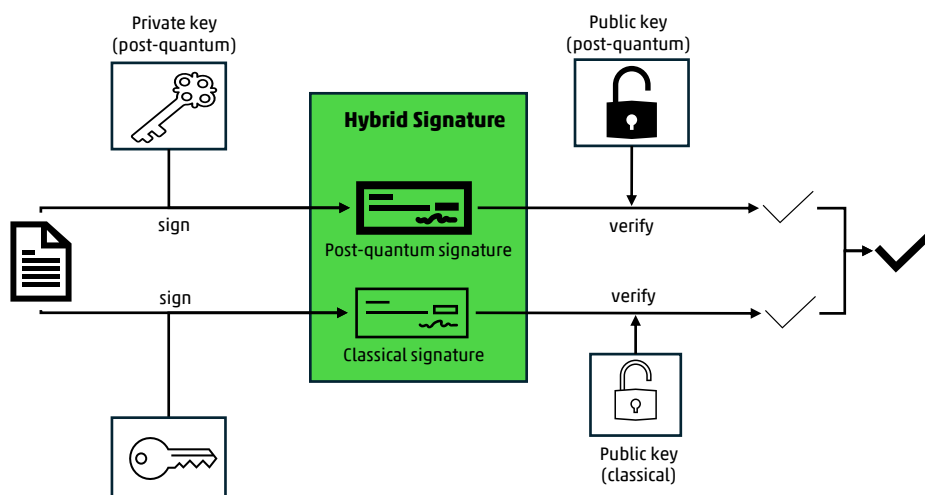 Private key
(post-quantum)
Public key
(post-quantum)
Hybrid Signature
sign
Post-quantum signature
verify
sign
Classical signature
verify
Public key
(classical)